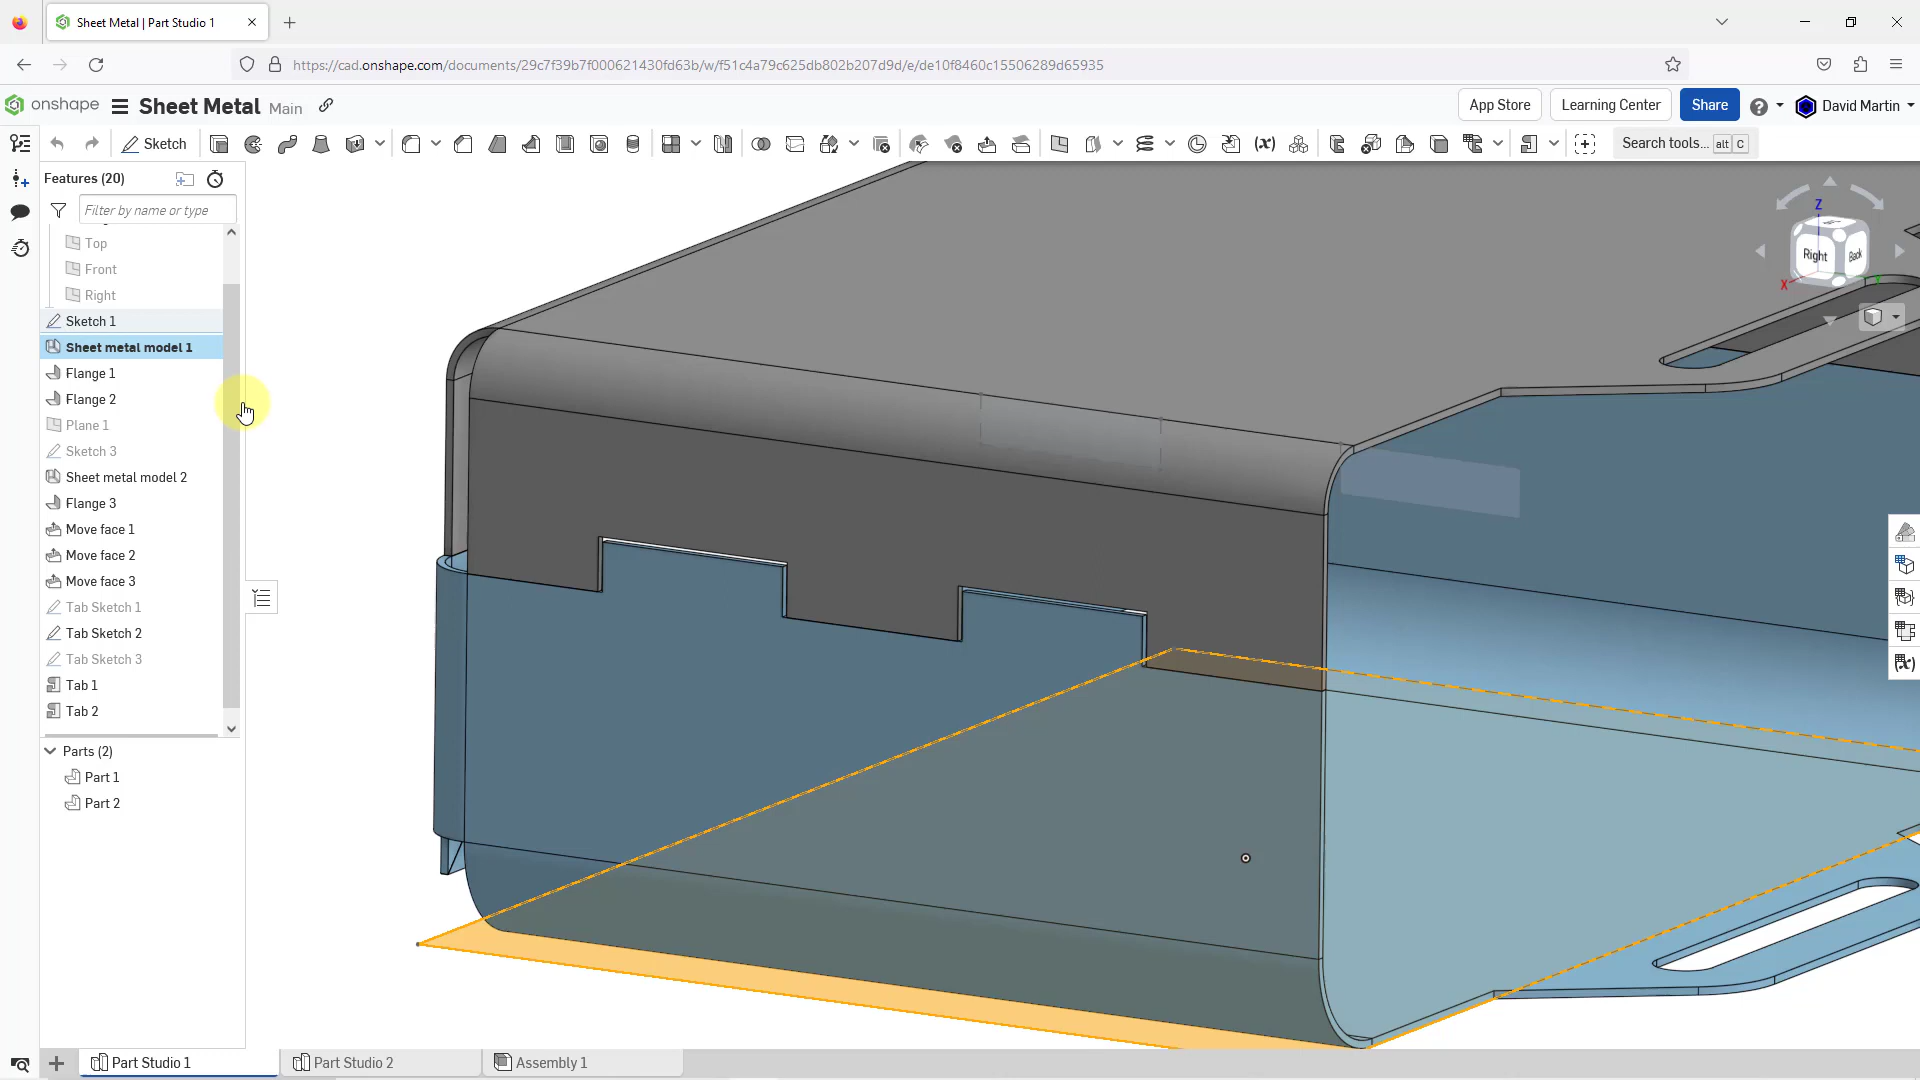 Sheet Metal | Part Studio 1
https://cad.onshape.com/documents/29c7f39b7f000621430fd63b/w/f51c4a79c625db802b207d9d/e/de10f8460c15506289d65935
onshape
Sheet Metal Main
App Store
Learning Center
Share
David Martin
Sketch
(x)
Search tools... alt C
Features (20)
Filter by name or type
Top
Front
Right
Sketch 1
Sheet metal model 1
Flange 1
Flange 2
Plane 1
Sketch 3
Sheet metal model 2
Flange 3
Move face 1
Move face 2
Move face 3
Tab Sketch 1
Tab Sketch 2
Tab Sketch 3
Tab 1
Tab 2
Parts (2)
Part 1
Part 2
Z
Right
Back
X
Y
Part Studio 1
Part Studio 2
Assembly 1